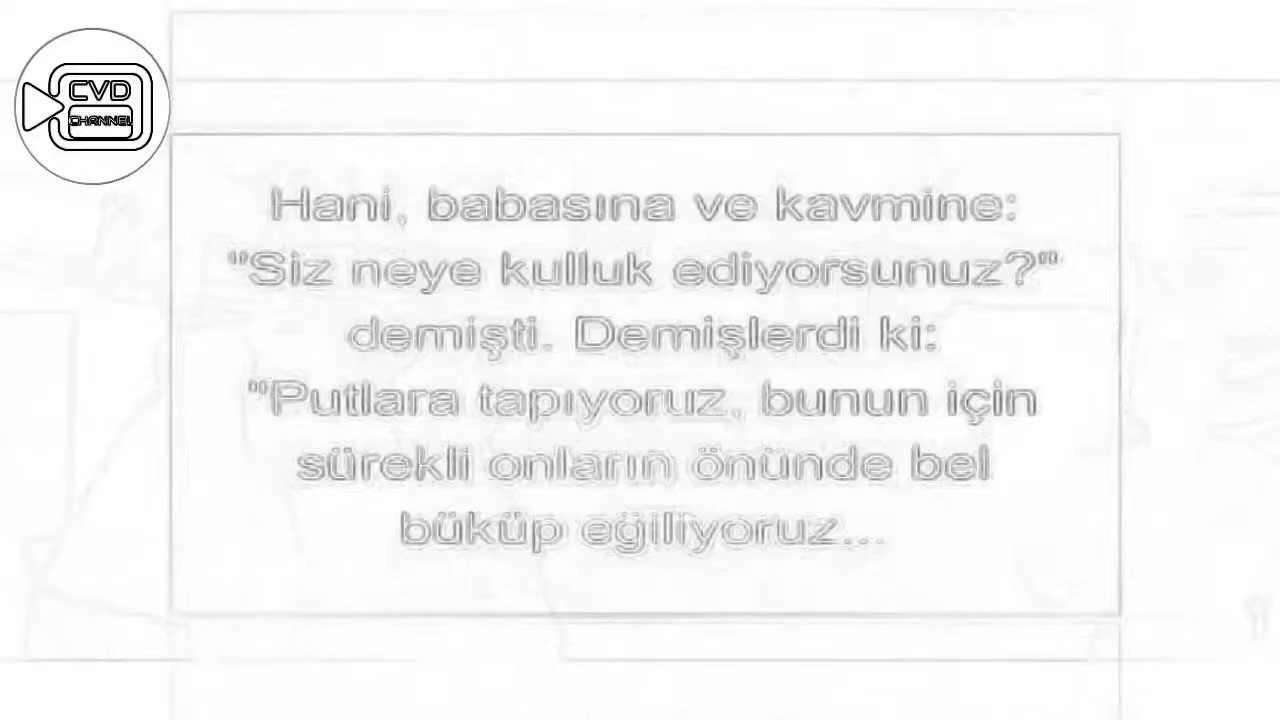 CVD
CHANNEL
Hani, babasına ve kavmine:
"Siz neye kulluk ediyorsunuz?"
demişti. Demişlerdi ki:
"Putlara tapıyoruz, bunun için
sürekli onların önünde bel
büküp eğiliyoruz...